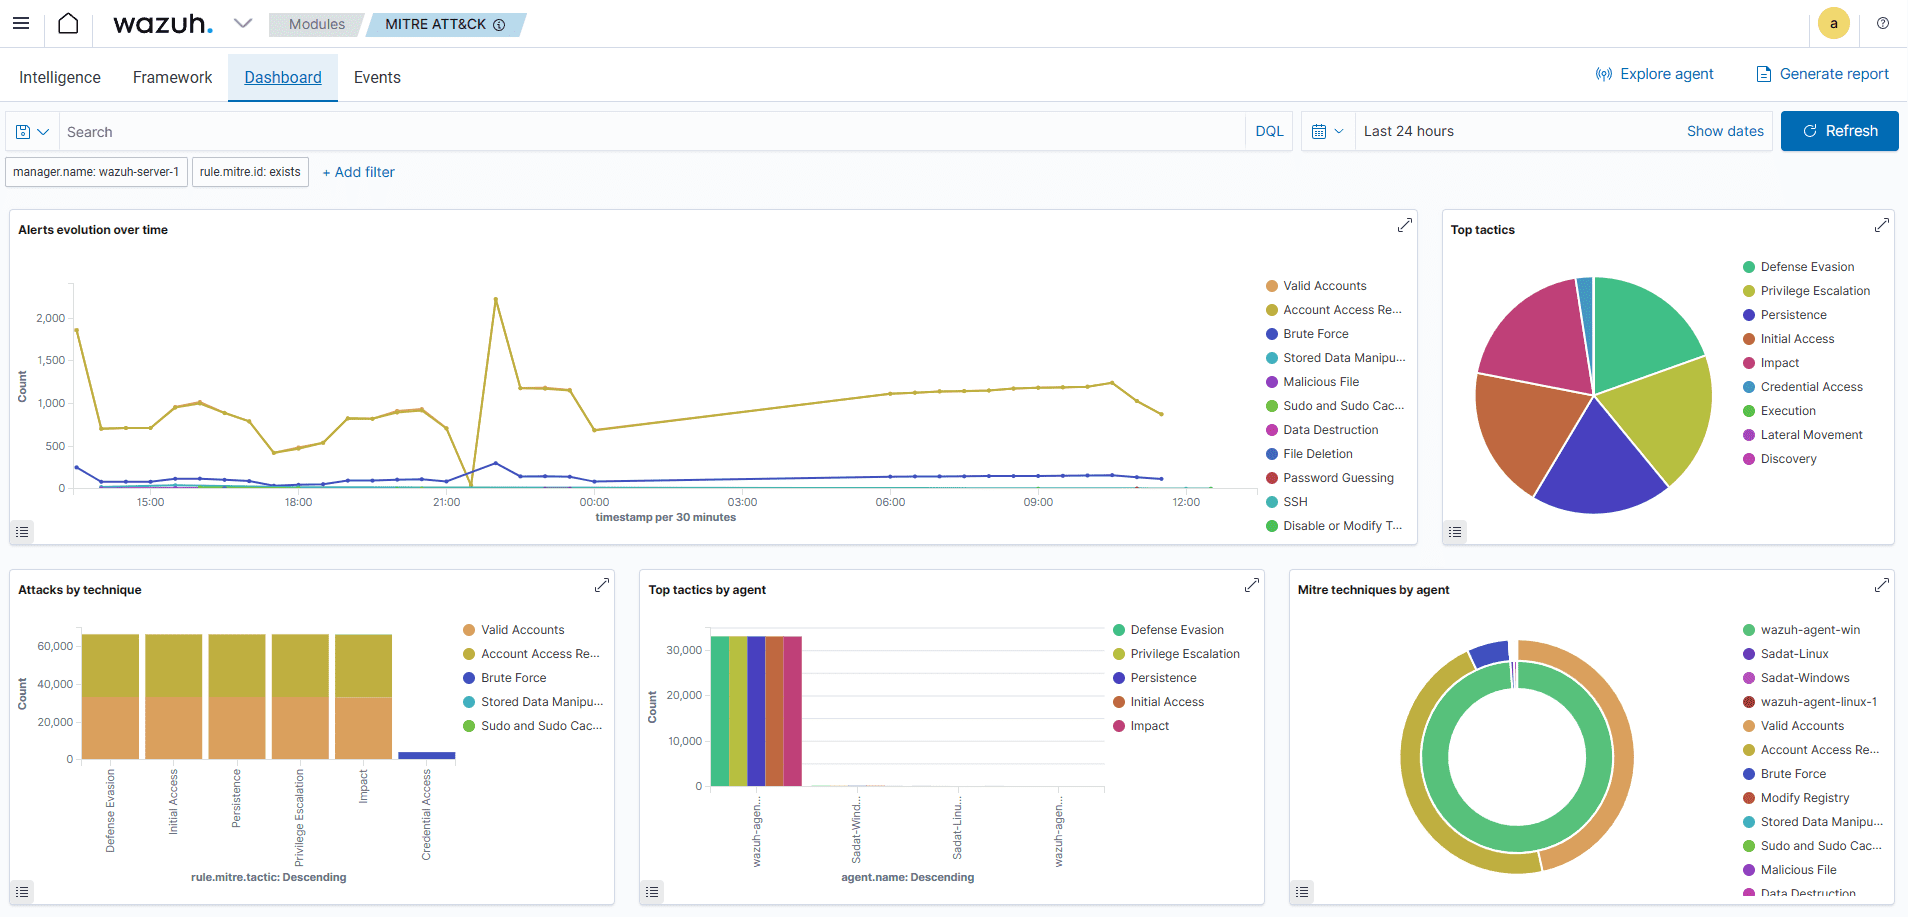 wazuh.
Modules
MITRE ATT&CK
a
Intelligence
Framework
Dashboard
Events
Explore agent
Generate report
Search
DQL
Last 24 hours
Show dates
Refresh
manager.name: wazuh-server-1
rule.mitre.id: exists
+ Add filter
Alerts evolution over time
Count
2,000
1,500
1,000
500
0
15:00
18:00
21:00
00:00
03:00
06:00
09:00
12:00
timestamp per 30 minutes
Valid Accounts
Account Access Re...
Brute Force
Stored Data Manipu...
Malicious File
Sudo and Sudo Cac...
Data Destruction
File Deletion
Password Guessing
SSH
Disable or Modify T...
Top tactics
Defense Evasion
Privilege Escalation
Persistence
Initial Access
Impact
Credential Access
Execution
Lateral Movement
Discovery
Attacks by technique
Count
60,000
40,000
20,000
0
Defense Evasion
Initial Access
Persistence
Privilege Escalation
Impact
Credential Access
rule.mitre.tactic: Descending
Valid Accounts
Account Access Re...
Brute Force
Stored Data Manipu...
Sudo and Sudo Cac...
Top tactics by agent
Count
30,000
20,000
10,000
0
wazuh-agen...
Sadat-Wind...
Sadat-Linu...
wazuh-agen...
agent.name: Descending
Defense Evasion
Privilege Escalation
Persistence
Initial Access
Impact
Mitre techniques by agent
wazuh-agent-win
Sadat-Linux
Sadat-Windows
wazuh-agent-linux-1
Valid Accounts
Account Access Re...
Brute Force
Modify Registry
Stored Data Manipu...
Sudo and Sudo Cac...
Malicious File
Data Destruction